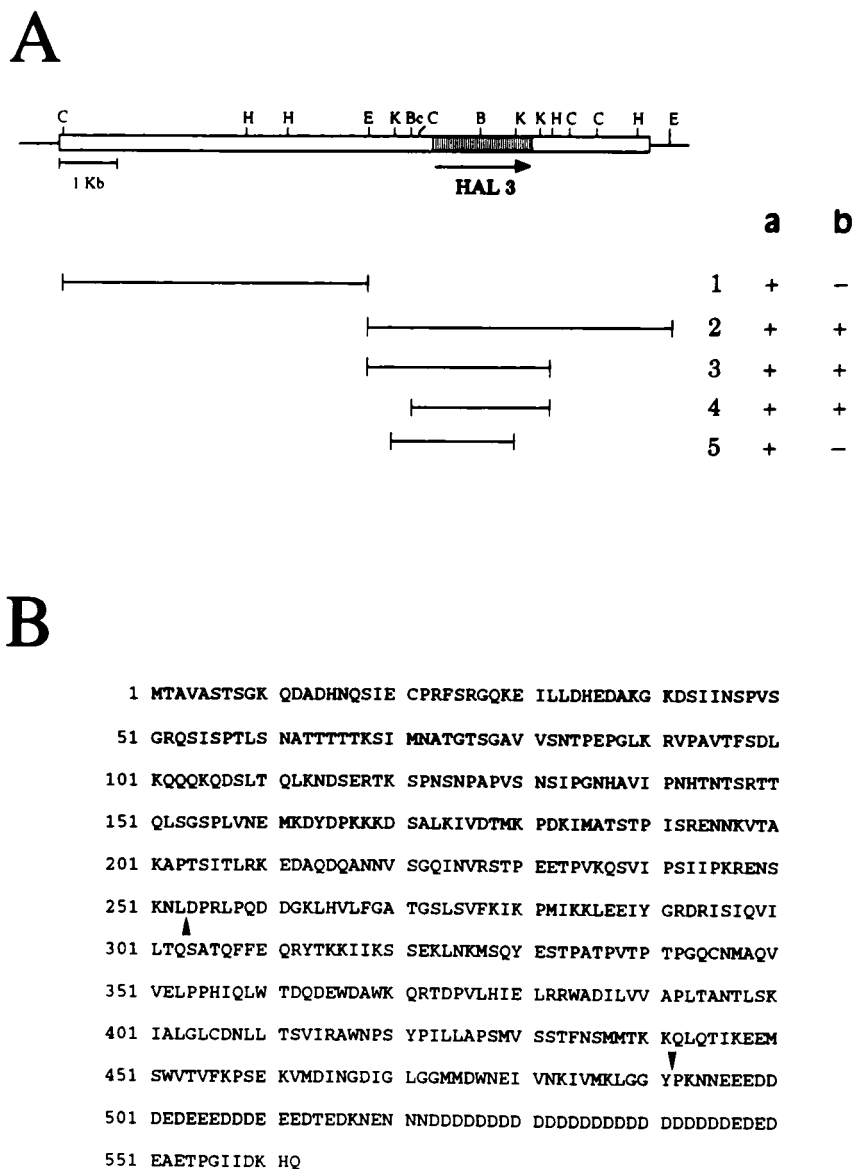 A
C H H E K Bc C B K K H C C H E
1 Kb
HAL 3
a b
1 + −
2 + +
3 + +
4 + +
5 + −
B
1 MTAVASTSGK QDADHNQSIE CPRFSRGQKE ILLDHEDAKG KDSIINSPVS
51 GRQSISPTLS NATTTTTKSI MNATGTSGAV VSNTPEPGLK RVPAVTFSDL
101 KQQQKQDSLT QLKNDSERTK SPNSNPAPVS NSIPGNHAVI PNHTNTSRTT
151 QLSGSPLVNE MKDYDPKKKD SALKIVDTMK PDKIMATSTP ISRENNKVTA
201 KAPTSITLRK EDAQDQANNV SGQINVRSTP EETPVKQSVI PSIIPKRENS
251 KNLDPRLPQD DGKLHVLFGA TGSLSVFKIK PMIKKLEEIY GRDRISIQVI
301 LTQSATQFFE QRYTKKIIKS SEKLNKMSQY ESTPATPVTP TPGQCNMAQV
351 VELPPHIQLW TDQDEWDAWK QRTDPVLHIE LRRWADILVV APLTANTLSK
401 IALGLCDNLL TSVIRAWNPS YPILLAPSMV SSTFNSMMTK KQLQTIKEEM
451 SWVTVFKPSE KVMDINGDIG LGGMMDWNEI VNKIVMKLGG YPKNNEEEDD
501 DEDEEEDDDE EEDTEDKNEN NNDDDDDDDD DDDDDDDDDD DDDDDDEDED
551 EAETPGIIDK HQ